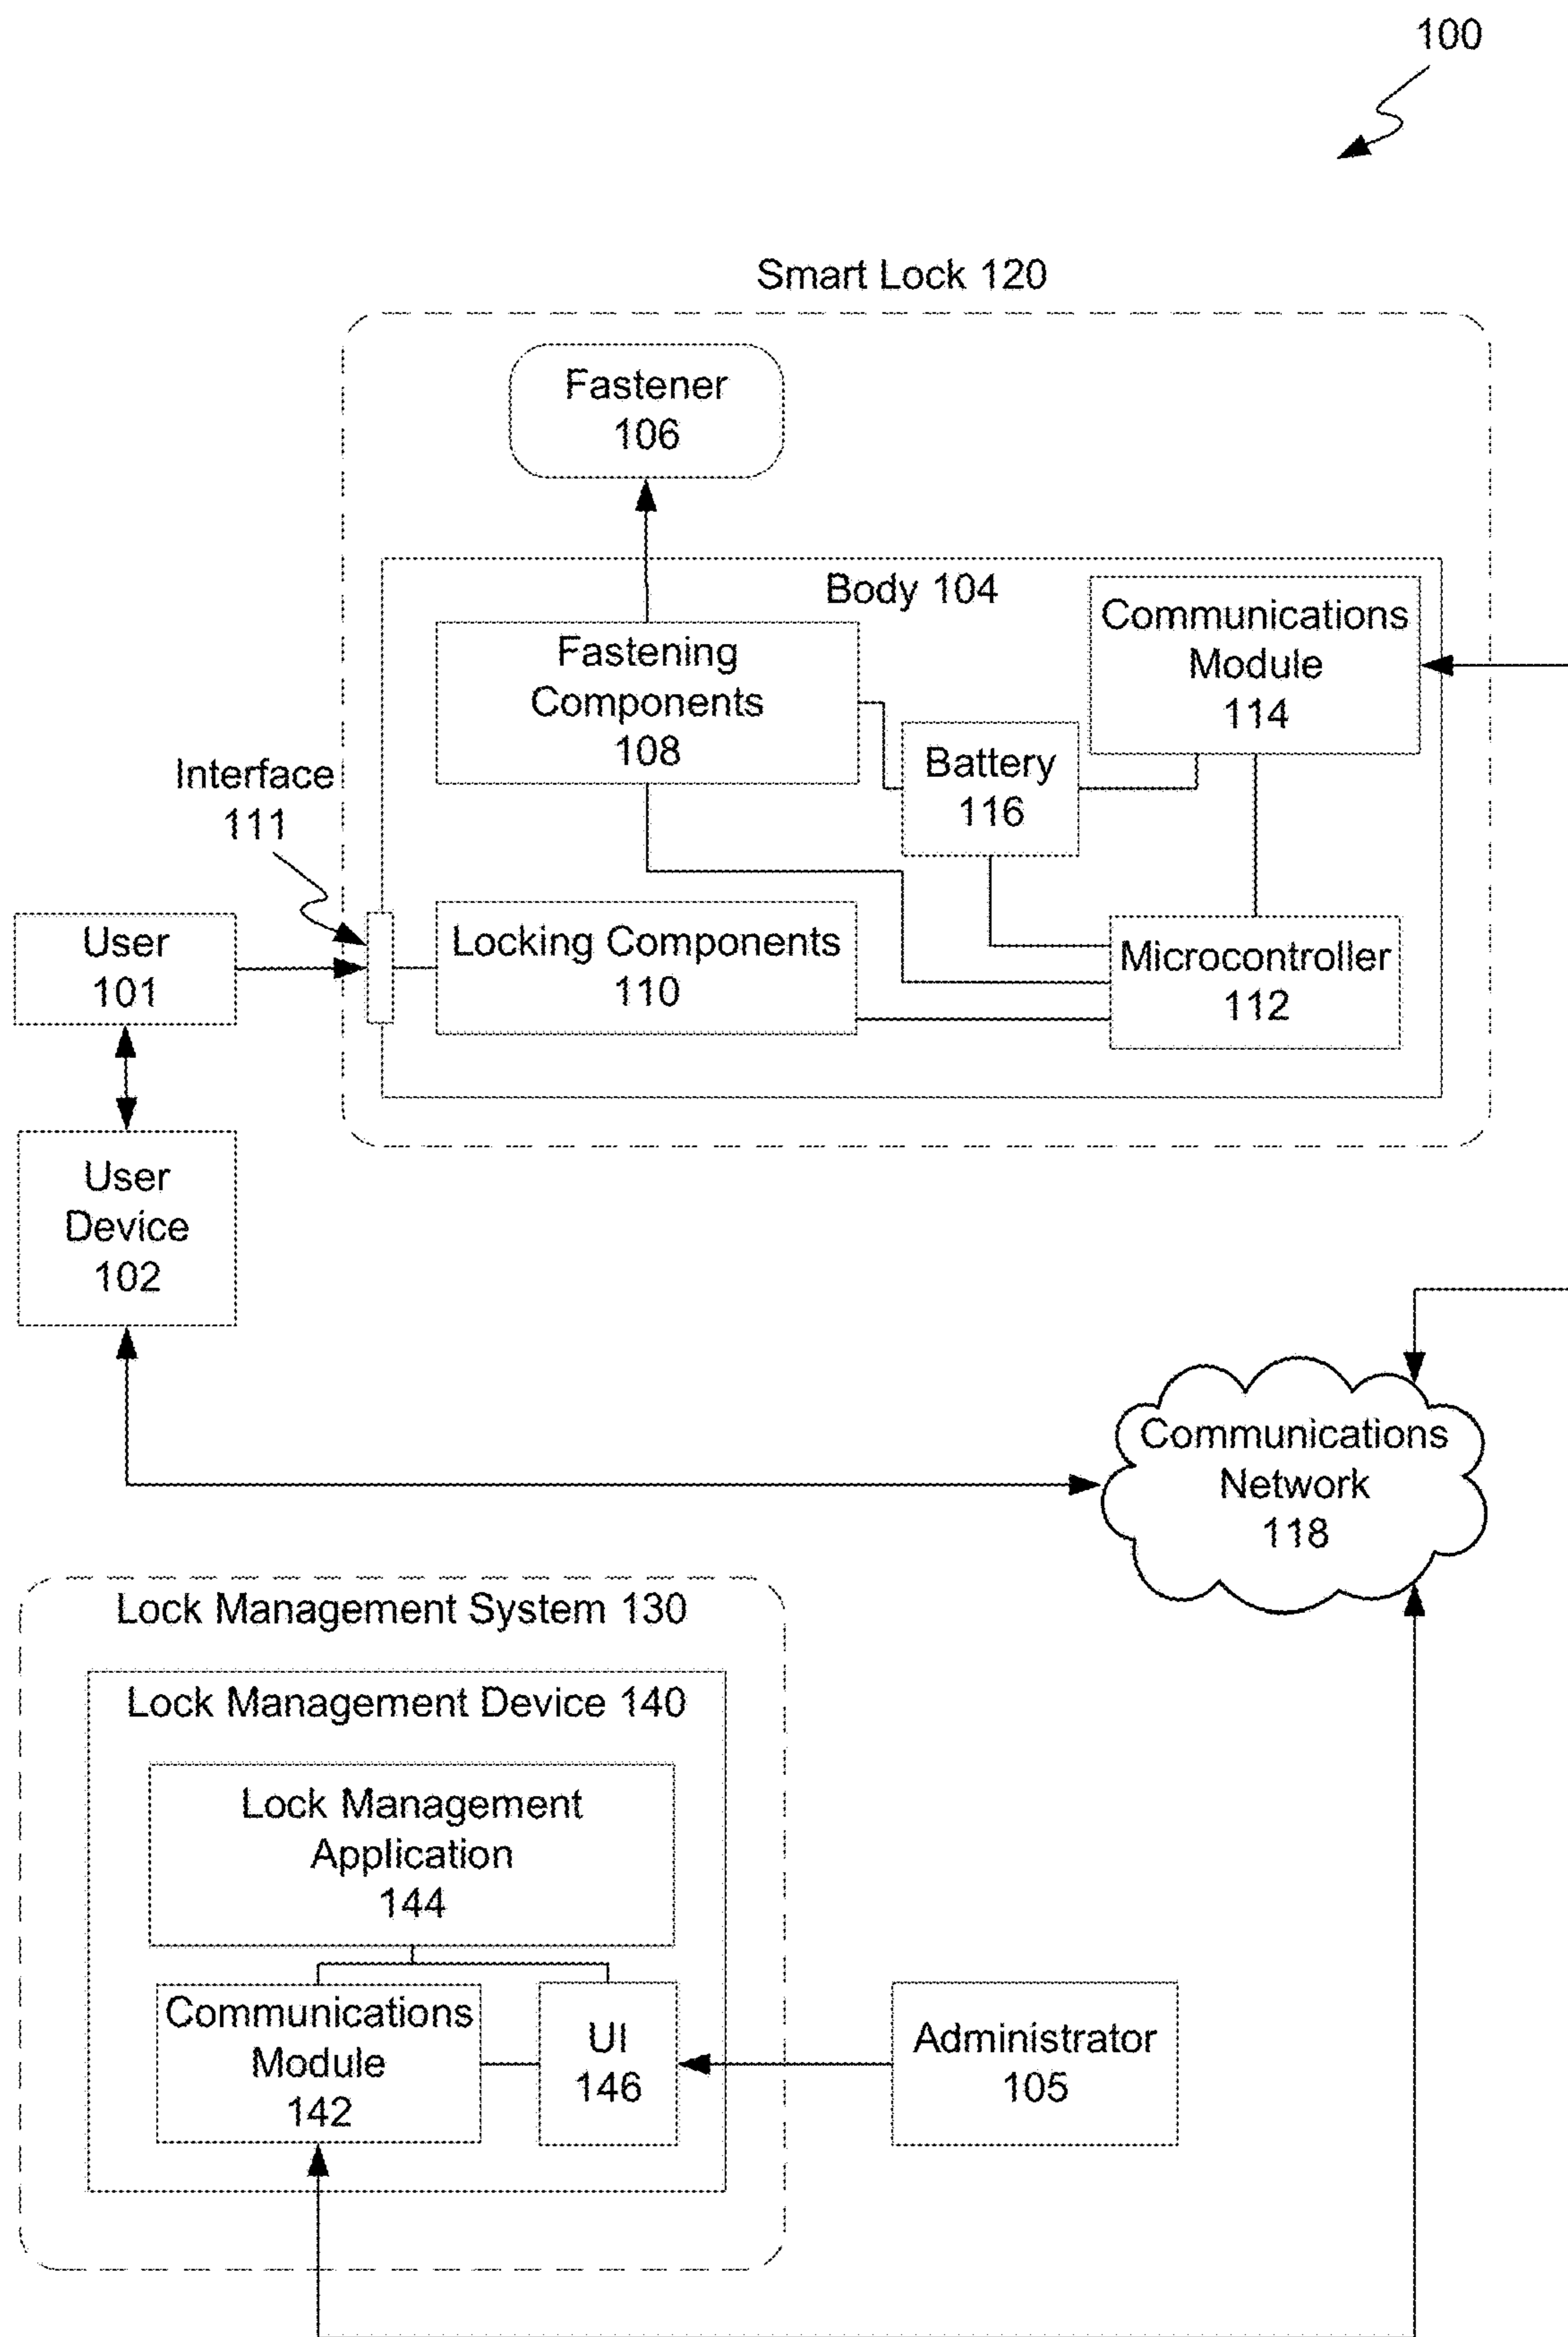 100
Smart Lock 120
Fastener
106
Body 104
Communications
Module
114
Fastening
Components
108
Battery
116
Interface
111
User
101
Locking Components
110
Microcontroller
112
User
Device
102
Communications
Network
118
Lock Management System 130
Lock Management Device 140
Lock Management
Application
144
Communications
Module
142
UI
146
Administrator
105